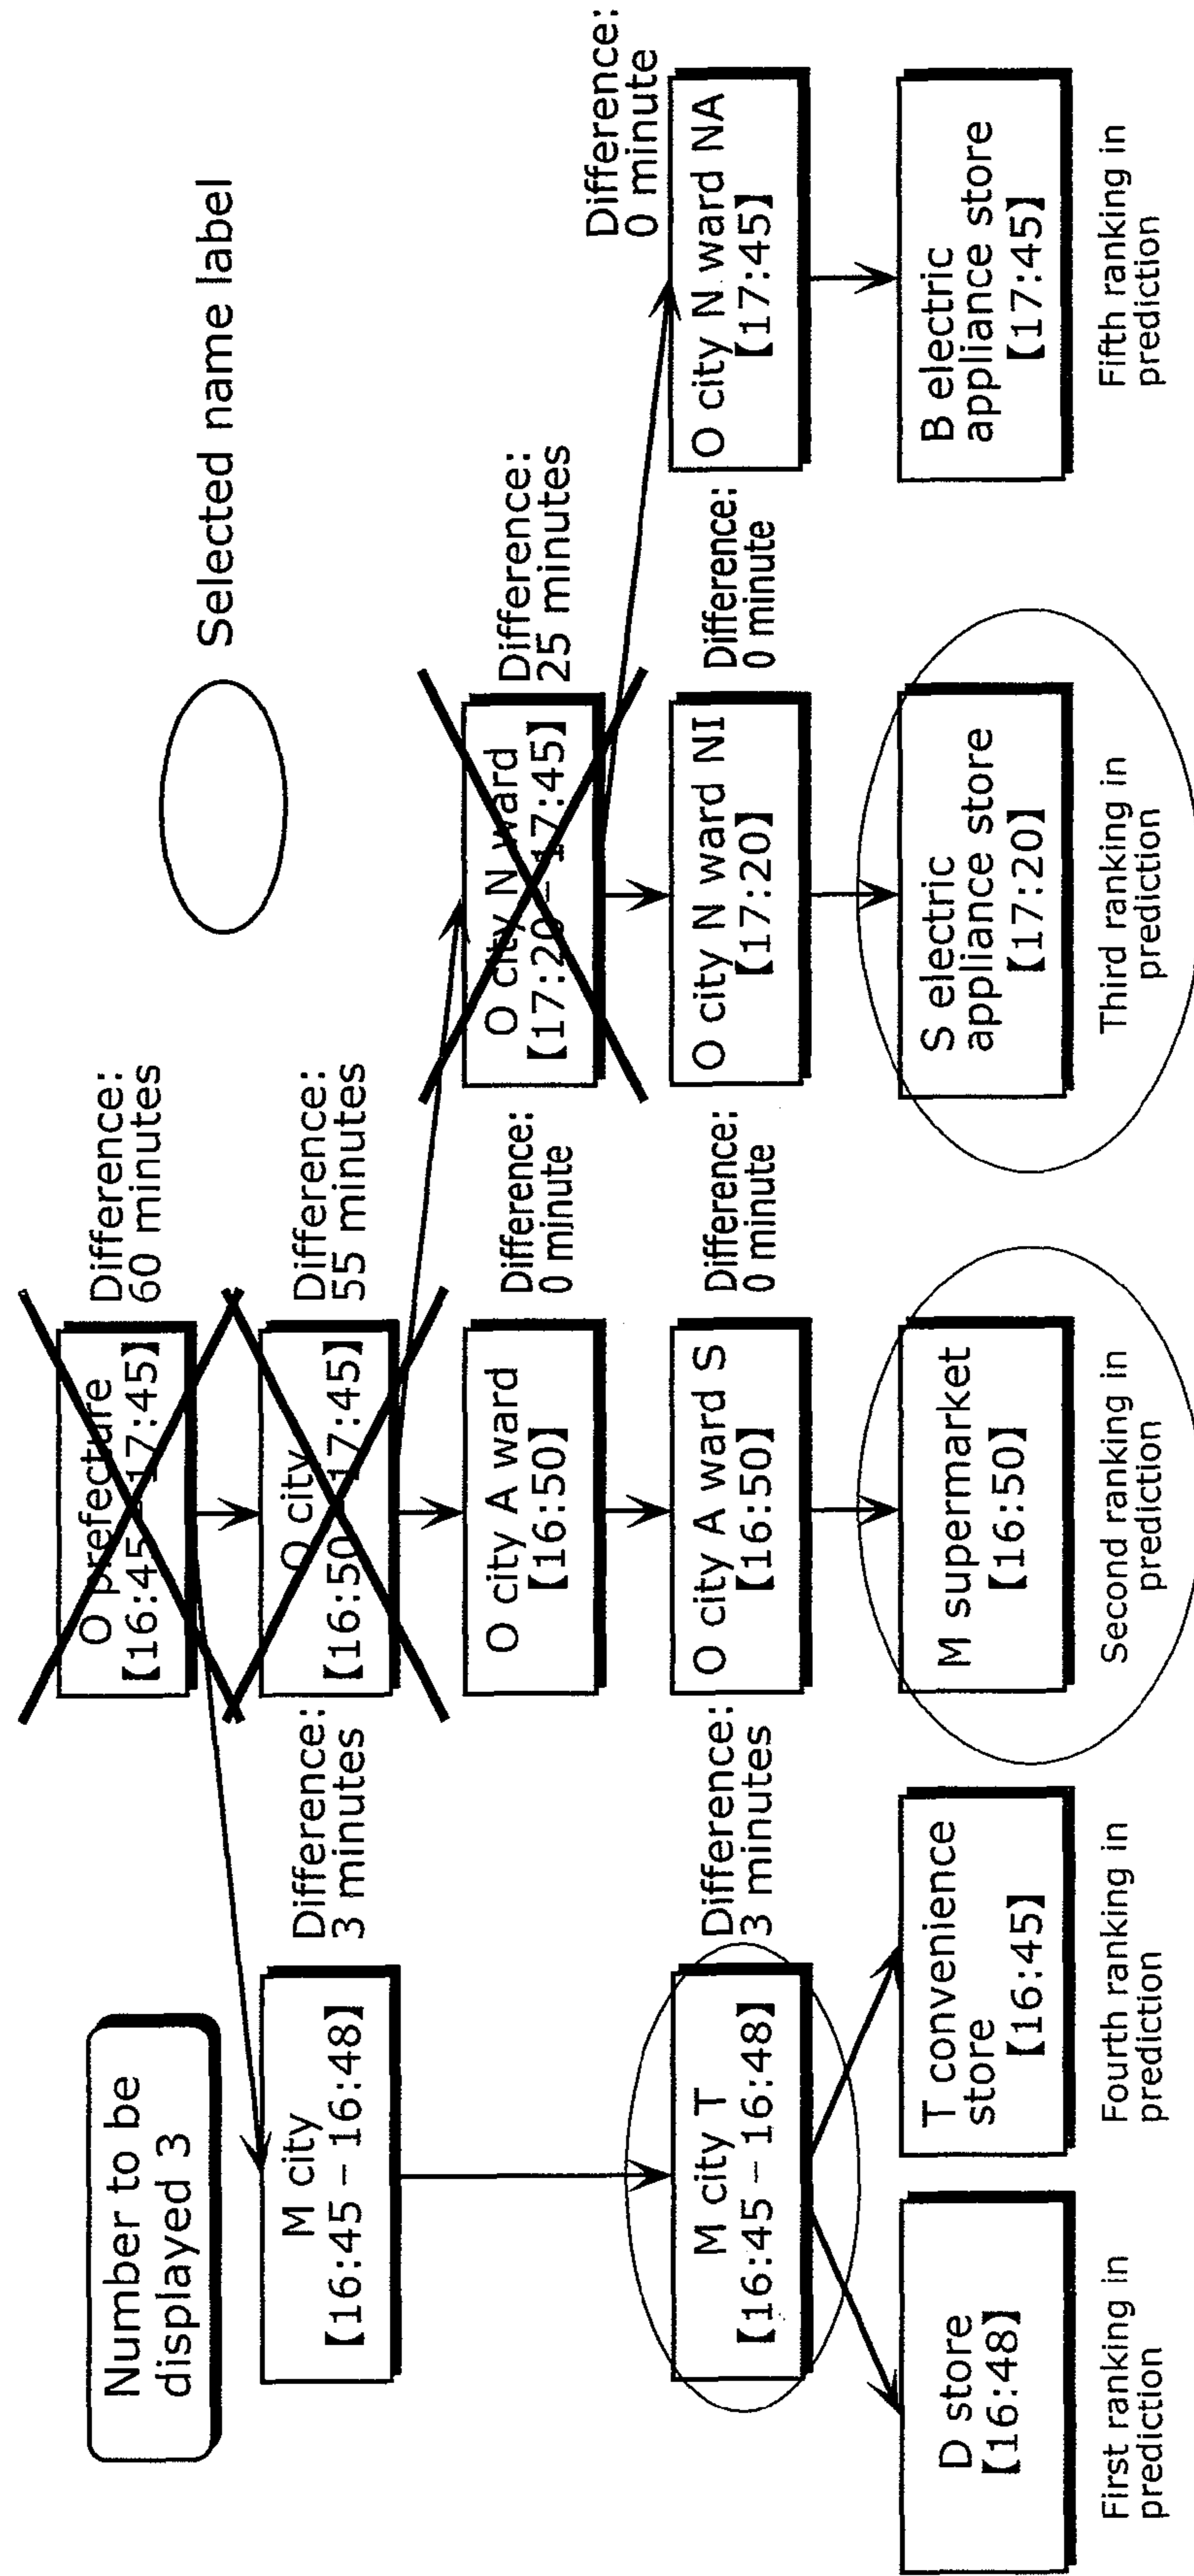 Number to be
displayed 3
Selected name label
O prefecture
【16:45－17:45】
Difference:
60 minutes
M city
【16:45－16:48】
Difference:
3 minutes
O city
【16:50－17:45】
Difference:
55 minutes
O city A ward
【16:50】
Difference:
0 minute
O city N ward
【17:20－17:45】
Difference:
25 minutes
M city T
【16:45－16:48】
Difference:
3 minutes
O city A ward S
【16:50】
Difference:
0 minute
O city N ward NI
【17:20】
Difference:
0 minute
O city N ward NA
【17:45】
Difference:
0 minute
D store
【16:48】
T convenience
store
【16:45】
M supermarket
【16:50】
S electric
appliance store
【17:20】
B electric
appliance store
【17:45】
First ranking in
prediction
Fourth ranking in
prediction
Second ranking in
prediction
Third ranking in
prediction
Fifth ranking in
prediction